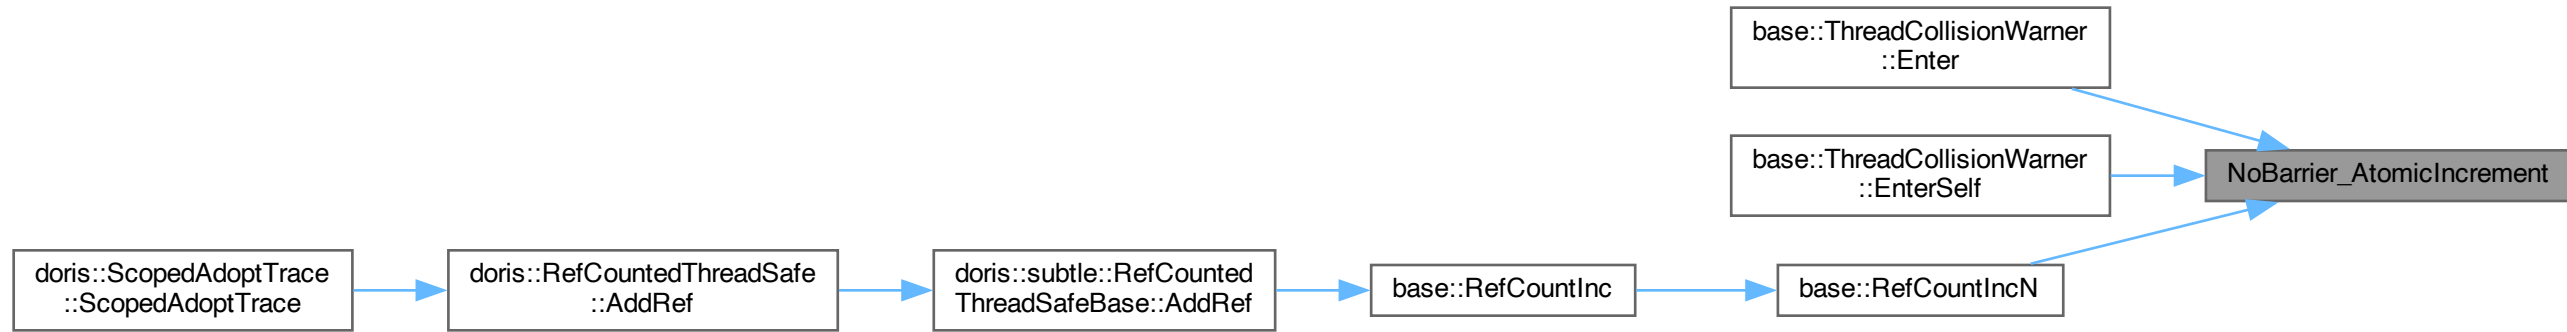 base::ThreadCollisionWarner
::Enter
base::ThreadCollisionWarner
::EnterSelf
NoBarrier_AtomicIncrement
doris::ScopedAdoptTrace
::ScopedAdoptTrace
doris::RefCountedThreadSafe
::AddRef
doris::subtle::RefCounted
ThreadSafeBase::AddRef
base::RefCountInc
base::RefCountIncN